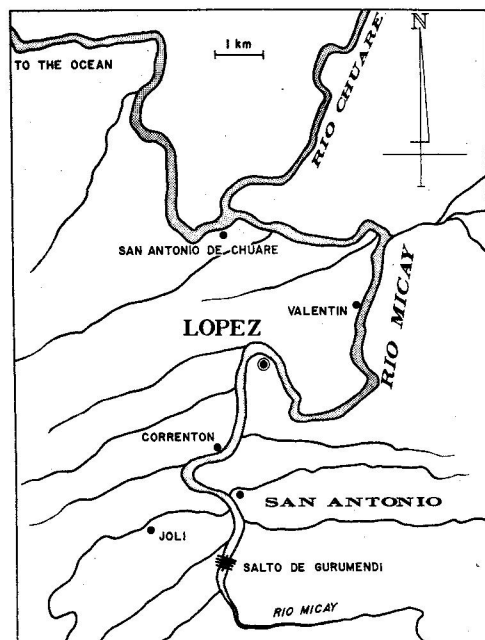 1 km
N
TO THE OCEAN
RIO CHUARE
SAN ANTONIO DE CHUARE
VALENTIN
RIO MICAY
LOPEZ
CORRENTON
SAN ANTONIO
JOLI
SALTO DE GURUMENDI
RIO MICAY